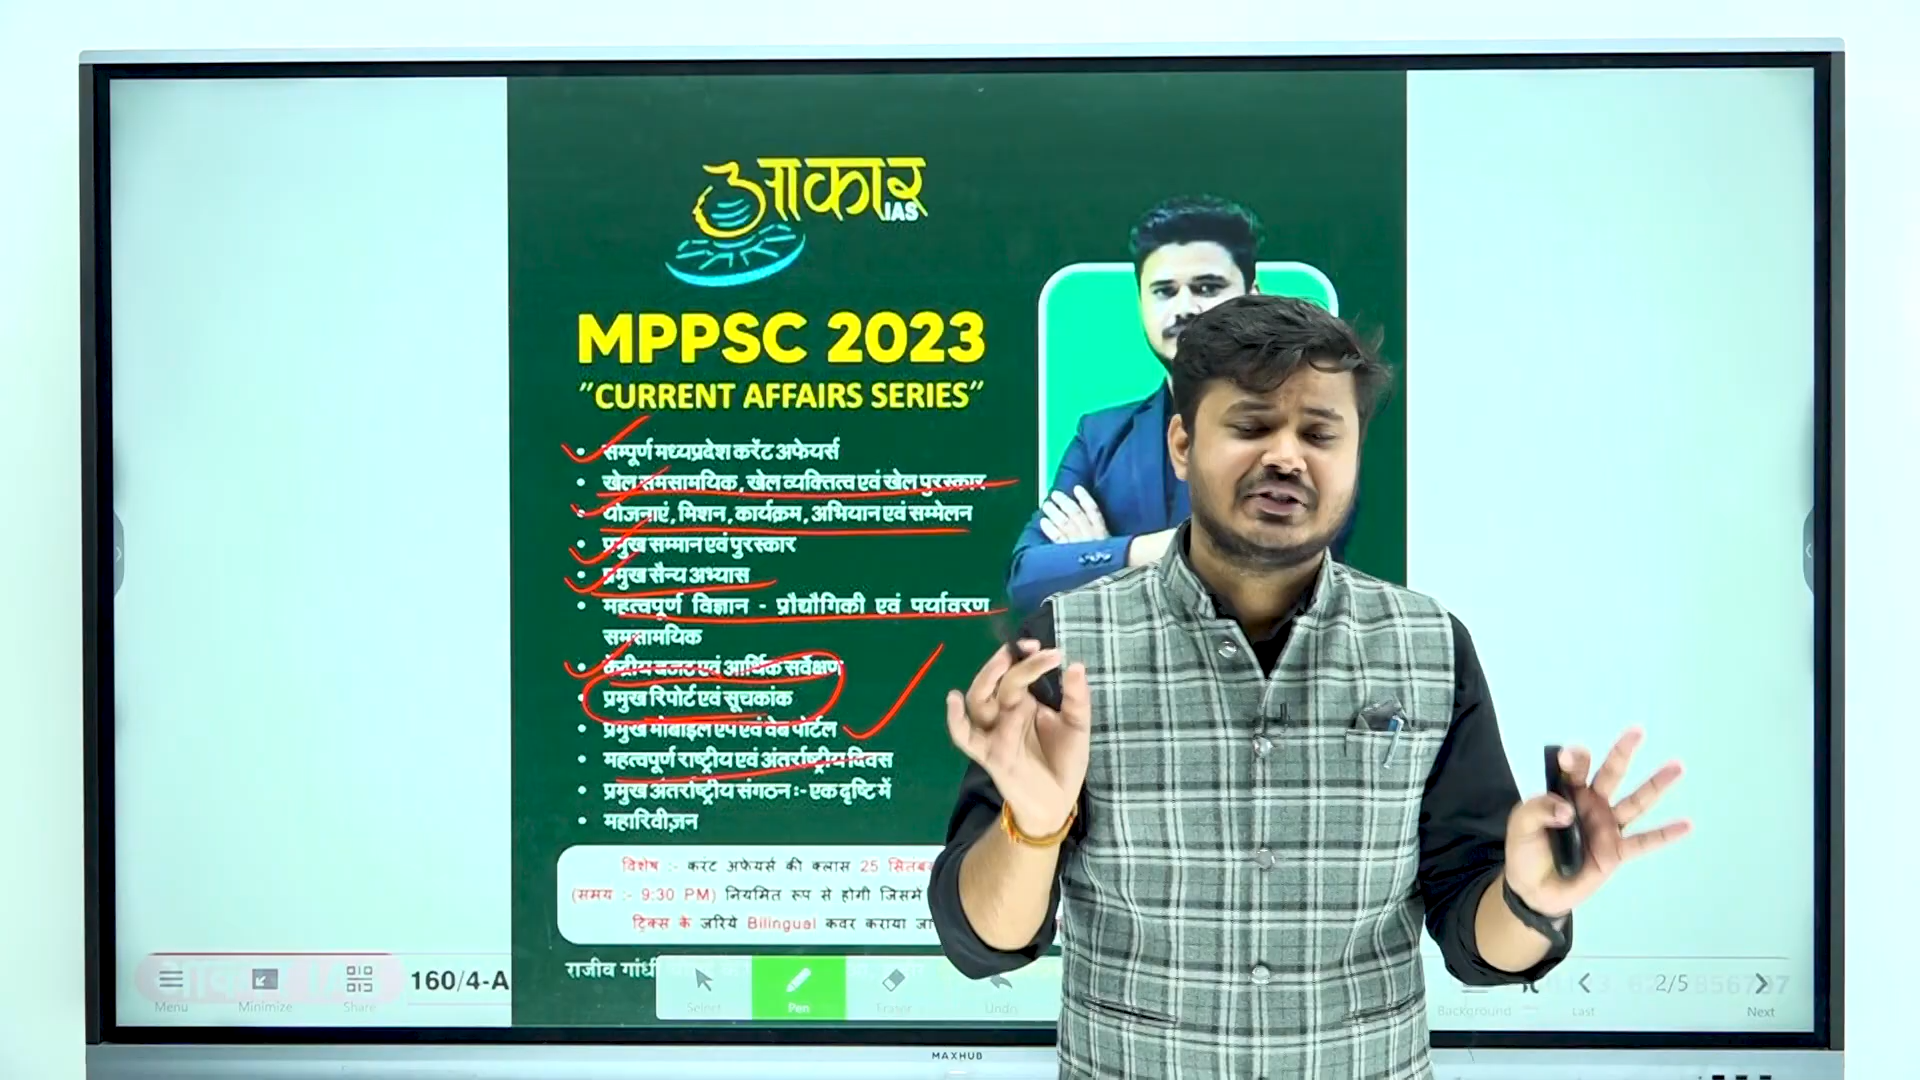 आकार
IAS
MPPSC 2023
"CURRENT AFFAIRS SERIES"
• सम्पूर्ण मध्यप्रदेश करेंट अफेयर्स
• खेल समसामयिक, खेल व्यक्तित्व एवं खेल पुरस्कार
• योजनाएं, मिशन, कार्यक्रम, अभियान एवं सम्मेलन
• प्रमुख सम्मान एवं पुरस्कार
• प्रमुख सैन्य अभ्यास
• महत्वपूर्ण विज्ञान - प्रौद्यौगिकी एवं पर्यावरण
समसामयिक
• केंद्रीय बजट एवं आर्थिक सर्वेक्षण
• प्रमुख रिपोर्ट एवं सूचकांक
• प्रमुख मोबाइल एप एवं वेब पोर्टल
• महत्वपूर्ण राष्ट्रीय एवं अंतर्राष्ट्रीय दिवस
• प्रमुख अंतर्राष्ट्रीय संगठन :- एक दृष्टि में
• महारिवीज़न
विशेष :- करंट अफेयर्स की क्लास 25
(समय :- 9:30 PM) नियमित रूप से होगी जिसमें
ट्रिक्स के जरिये Bilingual कवर कराया
राजीव गांधी
160/4-A
2/5
Menu Minimize Share Select Pen Eraser Undo Background Last Next
MAXHUB